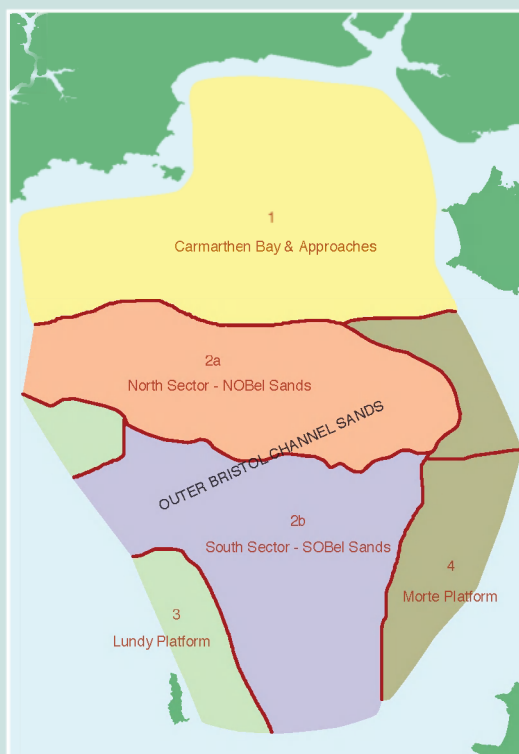 1
Carmarthen Bay & Approaches
2a
North Sector - NOBel Sands
OUTER BRISTOL CHANNEL SANDS
2b
South Sector - SOBel Sands
4
Morte Platform
3
Lundy Platform